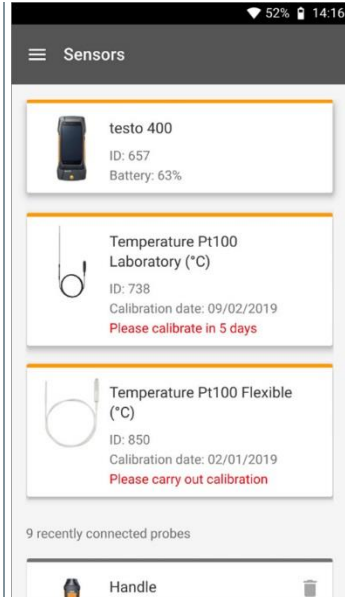 52% 14:16
Sensors
testo 400
ID: 657
Battery: 63%
Temperature Pt100
Laboratory (°C)
ID: 738
Calibration date: 09/02/2019
Please calibrate in 5 days
Temperature Pt100 Flexible
(°C)
ID: 850
Calibration date: 02/01/2019
Please carry out calibration
9 recently connected probes
Handle